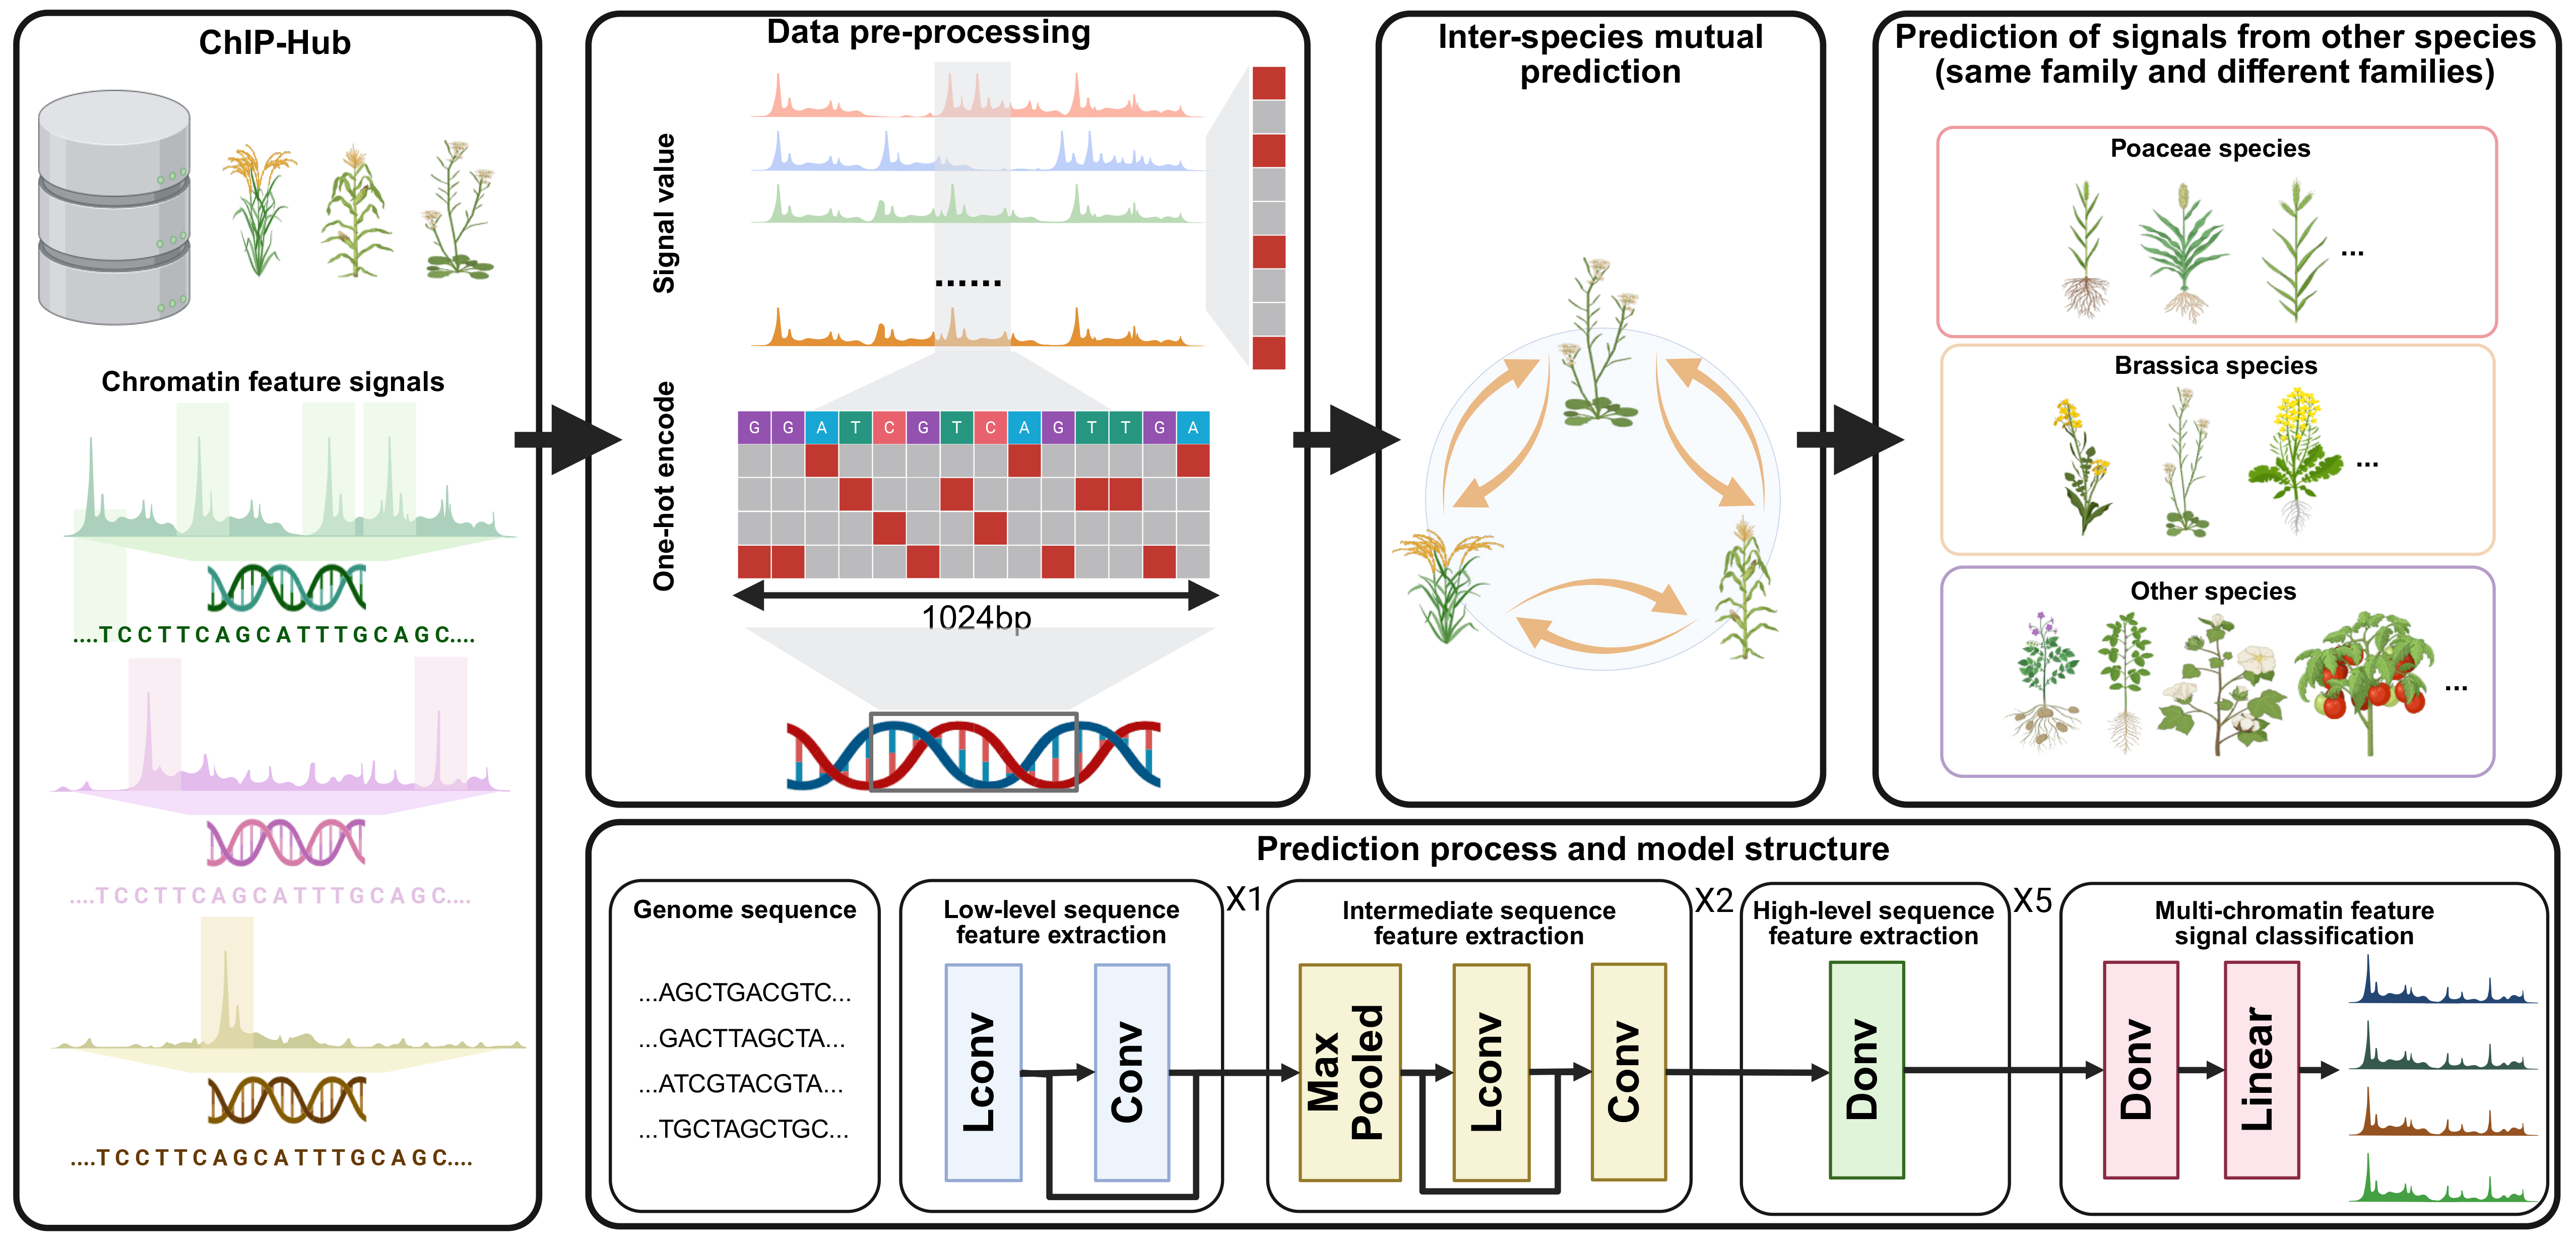 ChIP-Hub
Chromatin feature signals
....TCCTTCAGCATTTGCAGC....
....TCCTTCAGCATTTGCAGC....
....TCCTTCAGCATTTGCAGC....
Data pre-processing
Signal value
......
One-hot encode
G G A T C G T C A G T T G A
1024bp
Inter-species mutual
prediction
Prediction of signals from other species
(same family and different families)
Poaceae species
...
Brassica species
...
Other species
...
Prediction process and model structure
Genome sequence
...AGCTGACGTC...
...GACTTAGCTA...
...ATCGTACGTA...
...TGCTAGCTGC...
Low-level sequence
feature extraction
Lconv
Conv
X1
Intermediate sequence
feature extraction
Max
Pooled
Lconv
Conv
X2
High-level sequence
feature extraction
Donv
X5
Multi-chromatin feature
signal classification
Donv
Linear